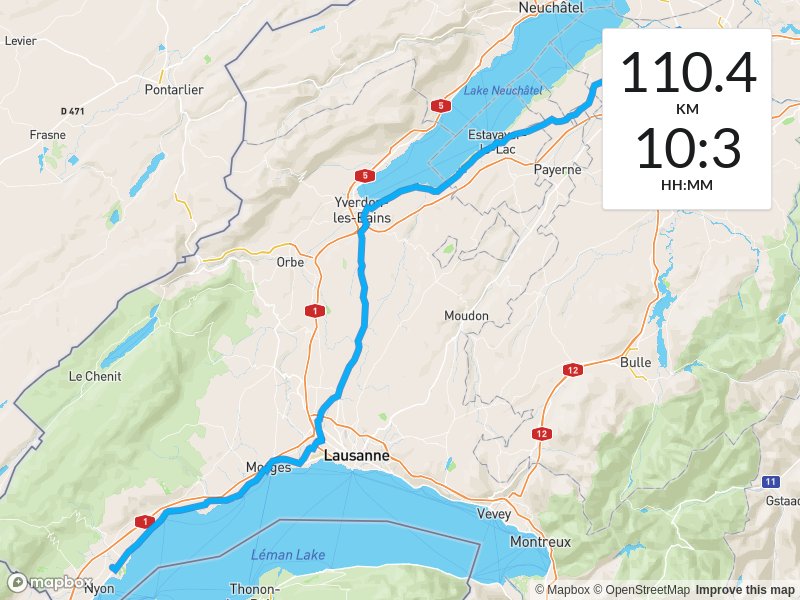 Neuchâtel
Levier
Pontarlier
D 471
Frasne
Lake Neuchâtel
5
Estavayer-
le-Lac
Payerne
5
Yverdon-
les-Bains
110.4
KM
10:3
HH:MM
Orbe
1
Moudon
Le Chenit
12
Bulle
12
Lausanne
Morges
11
Gstaad
1
Vevey
Montreux
Léman Lake
Nyon
Thonon-
mapbox
© Mapbox © OpenStreetMap Improve this map